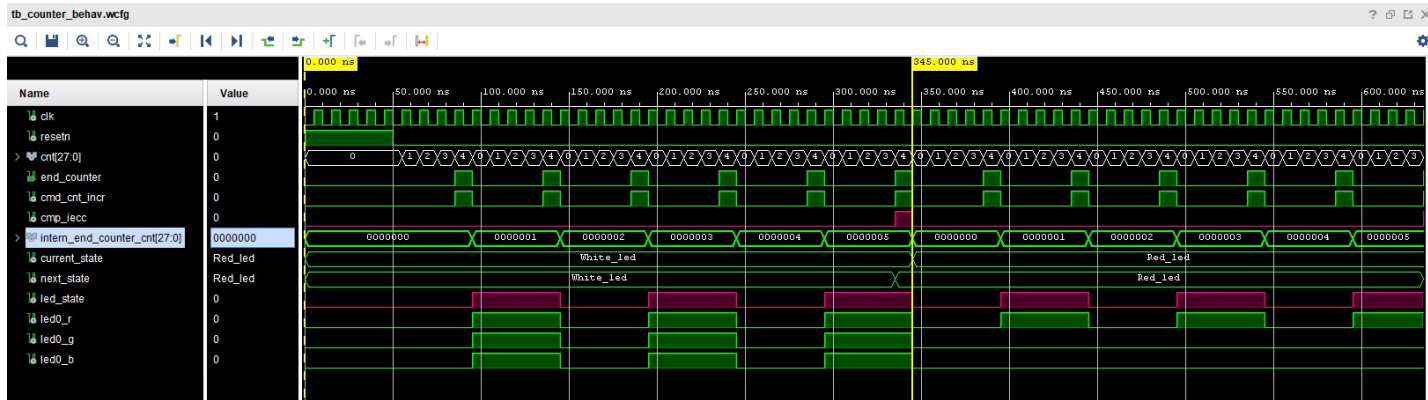 tb_counter_behav.wcfg
0.000 ns 345.000 ns
Name Value 0.000 ns 50.000 ns 100.000 ns 150.000 ns 200.000 ns 250.000 ns 300.000 ns 350.000 ns 400.000 ns 450.000 ns 500.000 ns 550.000 ns 600.000 ns
clk 1
resetn 0
cnt[27:0] 0 0 1 2 3 4 0 1 2 3 4 0 1 2 3 4 0 1 2 3 4 0 1 2 3 4 0 1 2 3 4 0 1 2 3 4 0 1 2 3 4 0 1 2 3 4 0 1 2 3 4 0 1 2 3 4 0 1 2 3
end_counter 0
cmd_cnt_incr 0
cmp_iecc 0
intern_end_counter_cnt[27:0] 0000000 0000000 0000001 0000002 0000003 0000004 0000005 0000000 0000001 0000002 0000003 0000004 0000005
current_state Red_led White_led Red_led
next_state Red_led White_led Red_led
led_state 0
led0_r 0
led0_g 0
led0_b 0